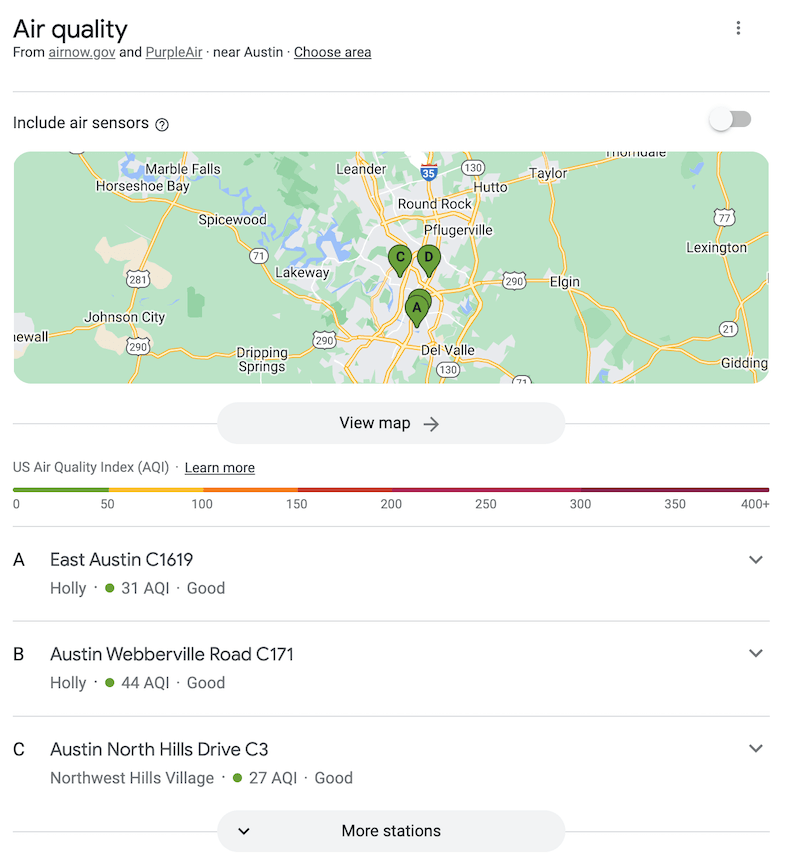 Air quality
From airnow.gov and PurpleAir · near Austin · Choose area
Include air sensors ?
Thorndale
Marble Falls
Leander
35
130
Taylor
Horseshoe Bay
Hutto
Round Rock
77
Spicewood
Pflugerville
71
C
D
Lexington
Lakeway
281
290
Elgin
A
Johnson City
21
ewall
290
290
Dripping
Springs
Del Valle
130
Gidding
71
View map →
US Air Quality Index (AQI) · Learn more
0 50 100 150 200 250 300 350 400+
A East Austin C1619
Holly · 31 AQI · Good
B Austin Webberville Road C171
Holly · 44 AQI · Good
C Austin North Hills Drive C3
Northwest Hills Village · 27 AQI · Good
More stations